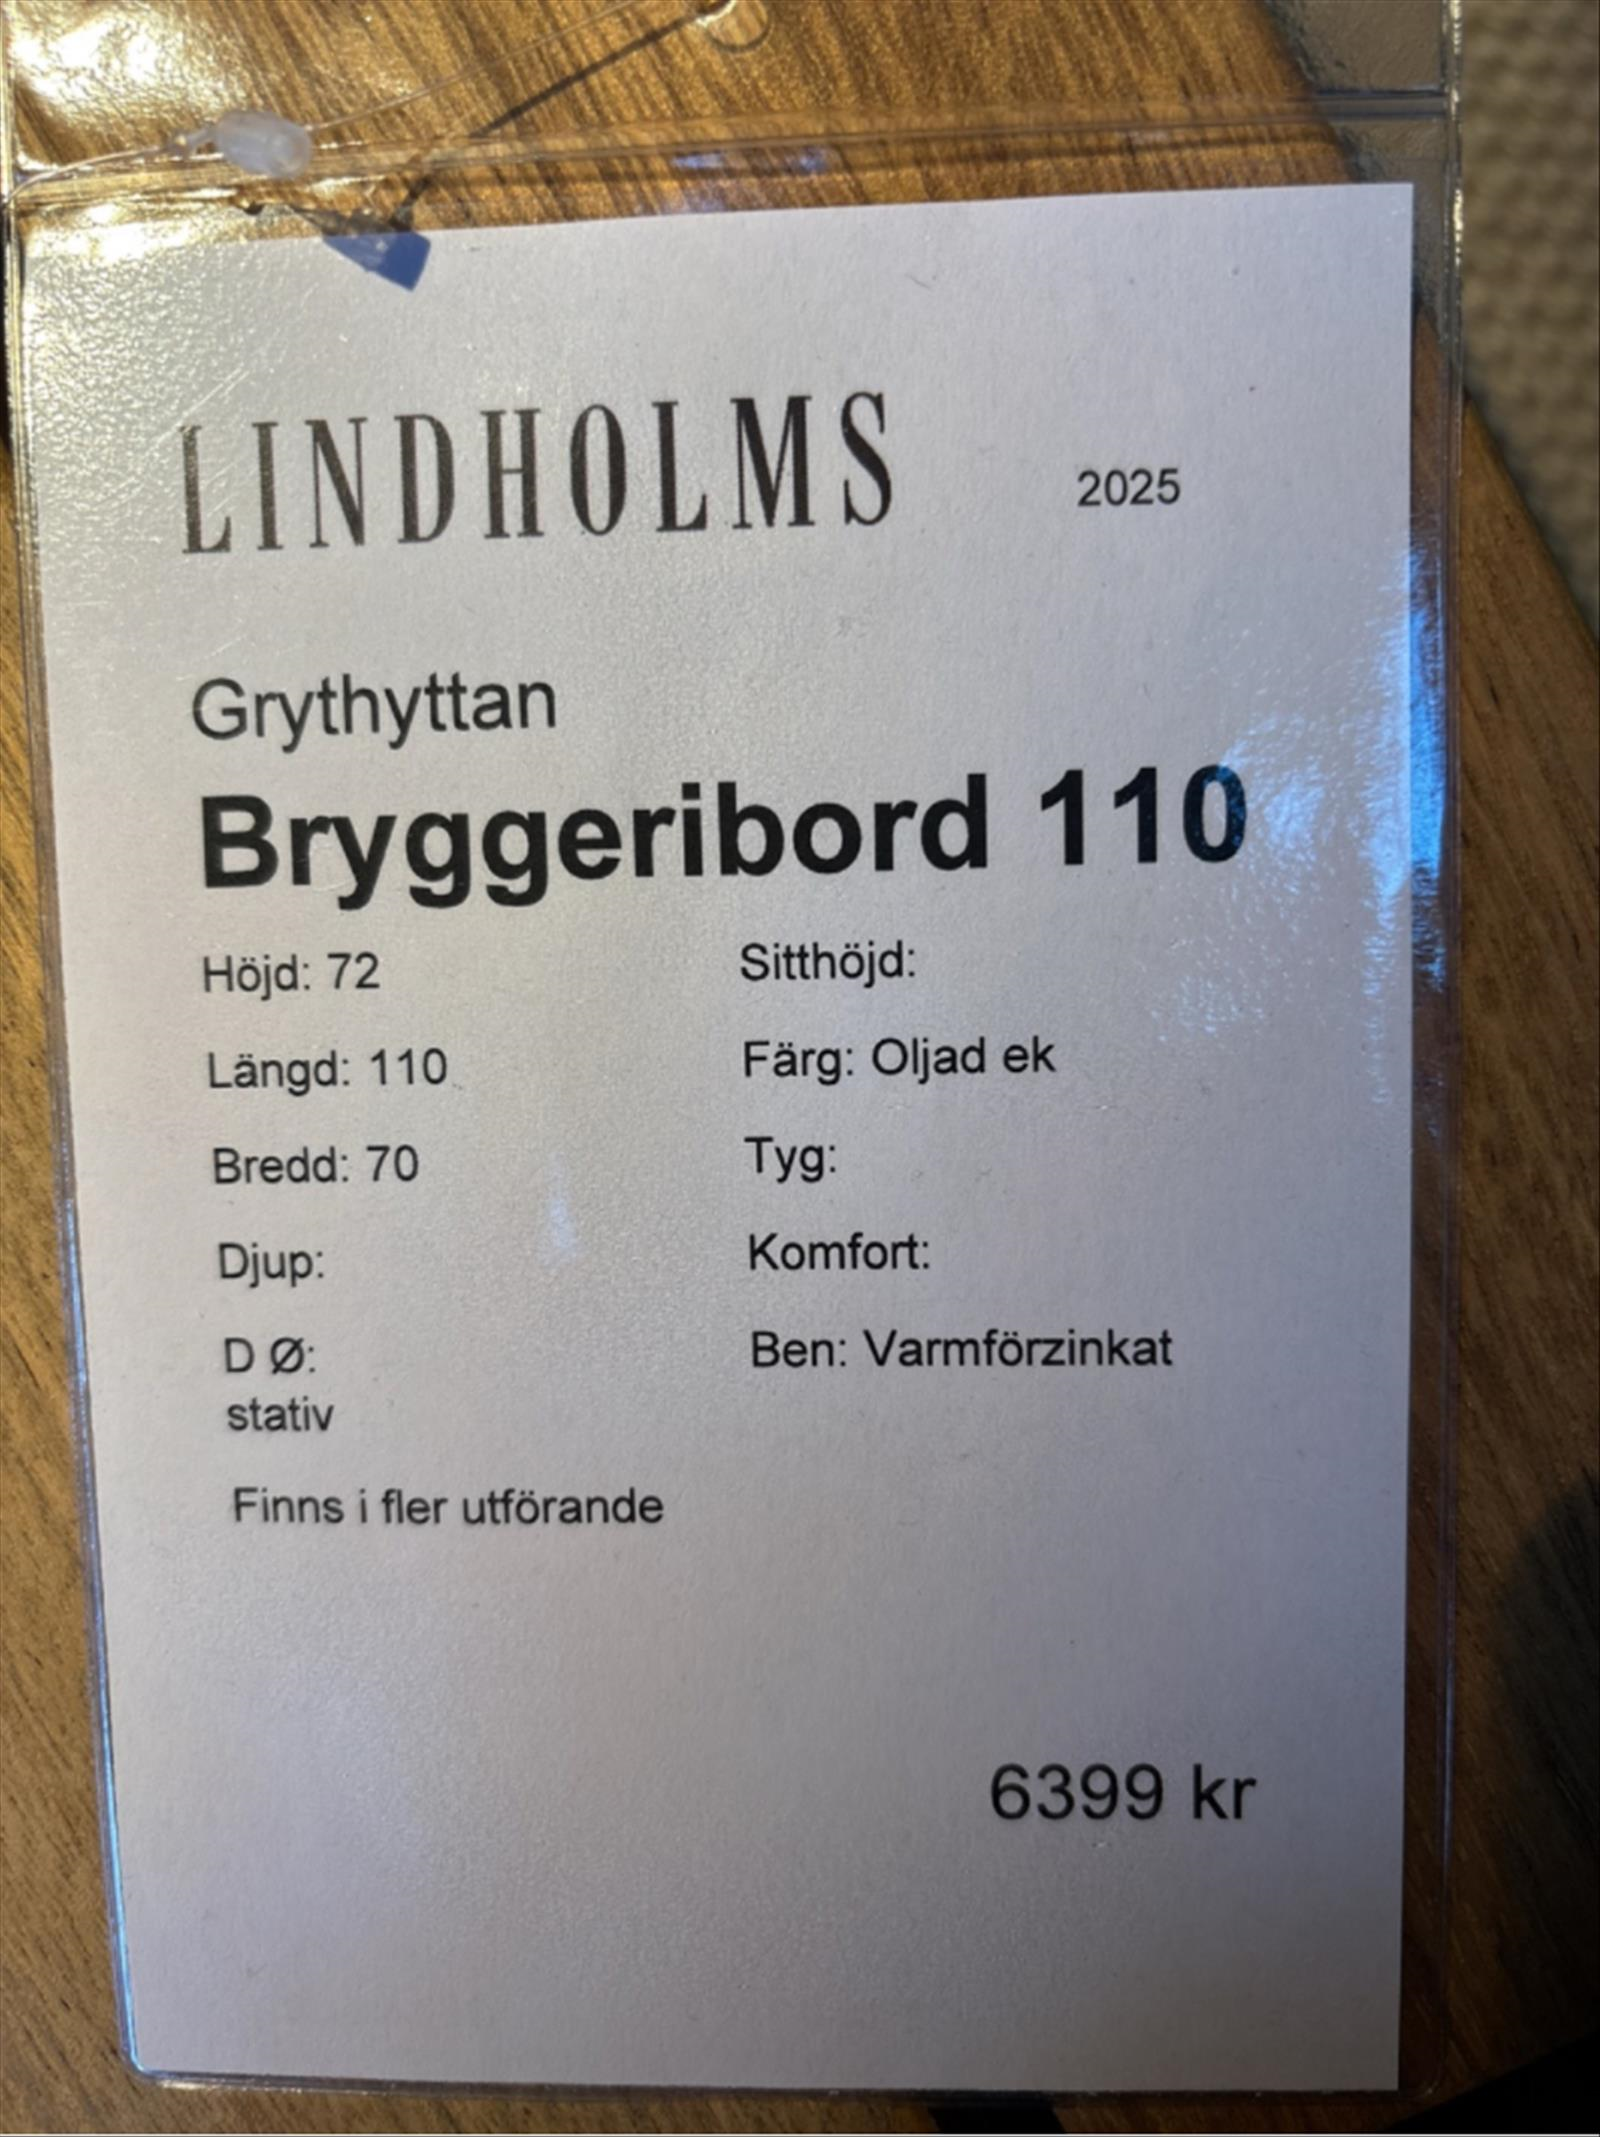 LINDHOLMS 2025
Grythyttan
Bryggeribord 110
Höjd: 72 Sitthöjd:
Längd: 110 Färg: Oljad ek
Bredd: 70 Tyg:
Djup: Komfort:
D Ø: Ben: Varmförzinkat
stativ
Finns i fler utförande
6399 kr